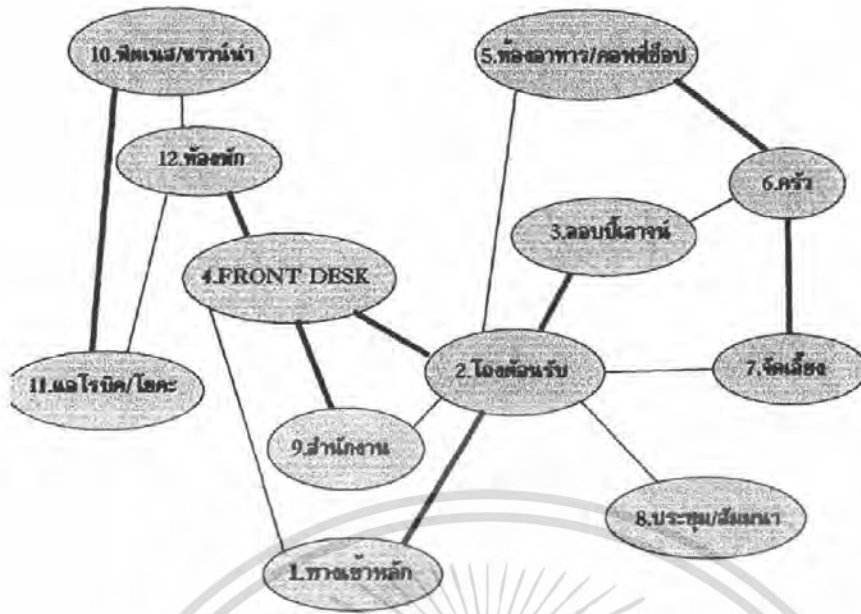 10.ฟิตเนส/ซาวน์น่า
5.ห้องอาหาร/คอฟฟี่ช็อป
12.ห้องพัก
6.ครัว
3.ลอบบี้เลาจน์
4.FRONT DESK
2.โถงต้อนรับ
7.จัดเลี้ยง
11.แอโรบิค/โยคะ
9.สำนักงาน
8.ประชุม/สัมมนา
1.ทางเข้าหลัก